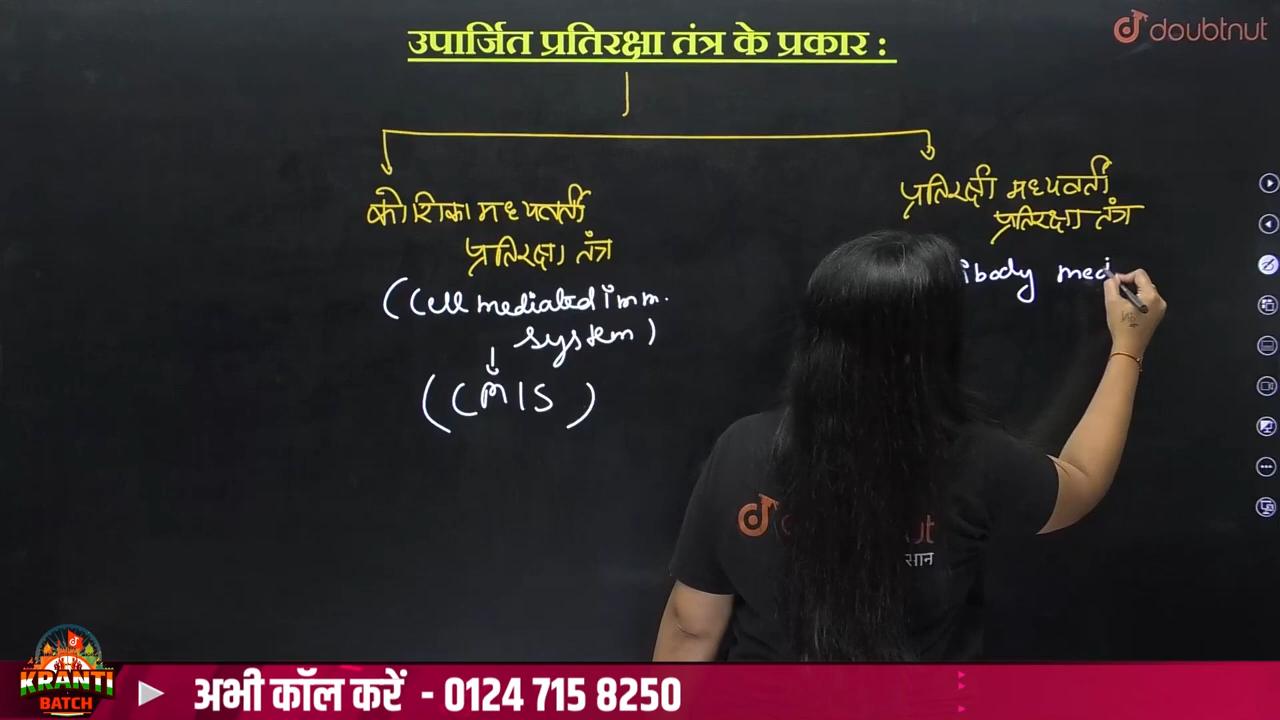 उपार्जित प्रतिरक्षा तंत्र के प्रकार :
doubtnut
कोशिका मध्यवर्ती
प्रतिरक्षा तंत्र
(Cell mediated imm.
system)
(CMIS)
प्रतिरक्षी मध्यवर्ती
प्रतिरक्षा तंत्र
ibody medi
KRANTI
BATCH
अभी कॉल करें - 0124 715 8250